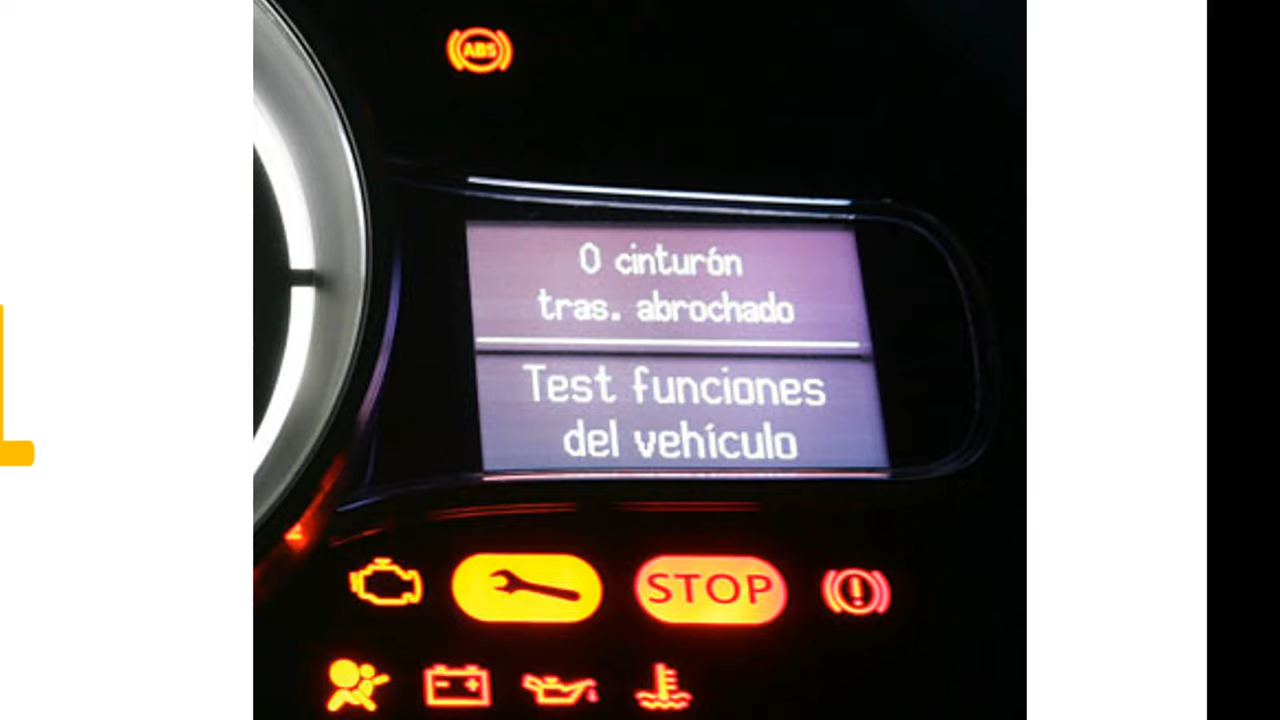 ABS
0 cinturón
tras. abrochado
Test funciones
del vehículo
STOP